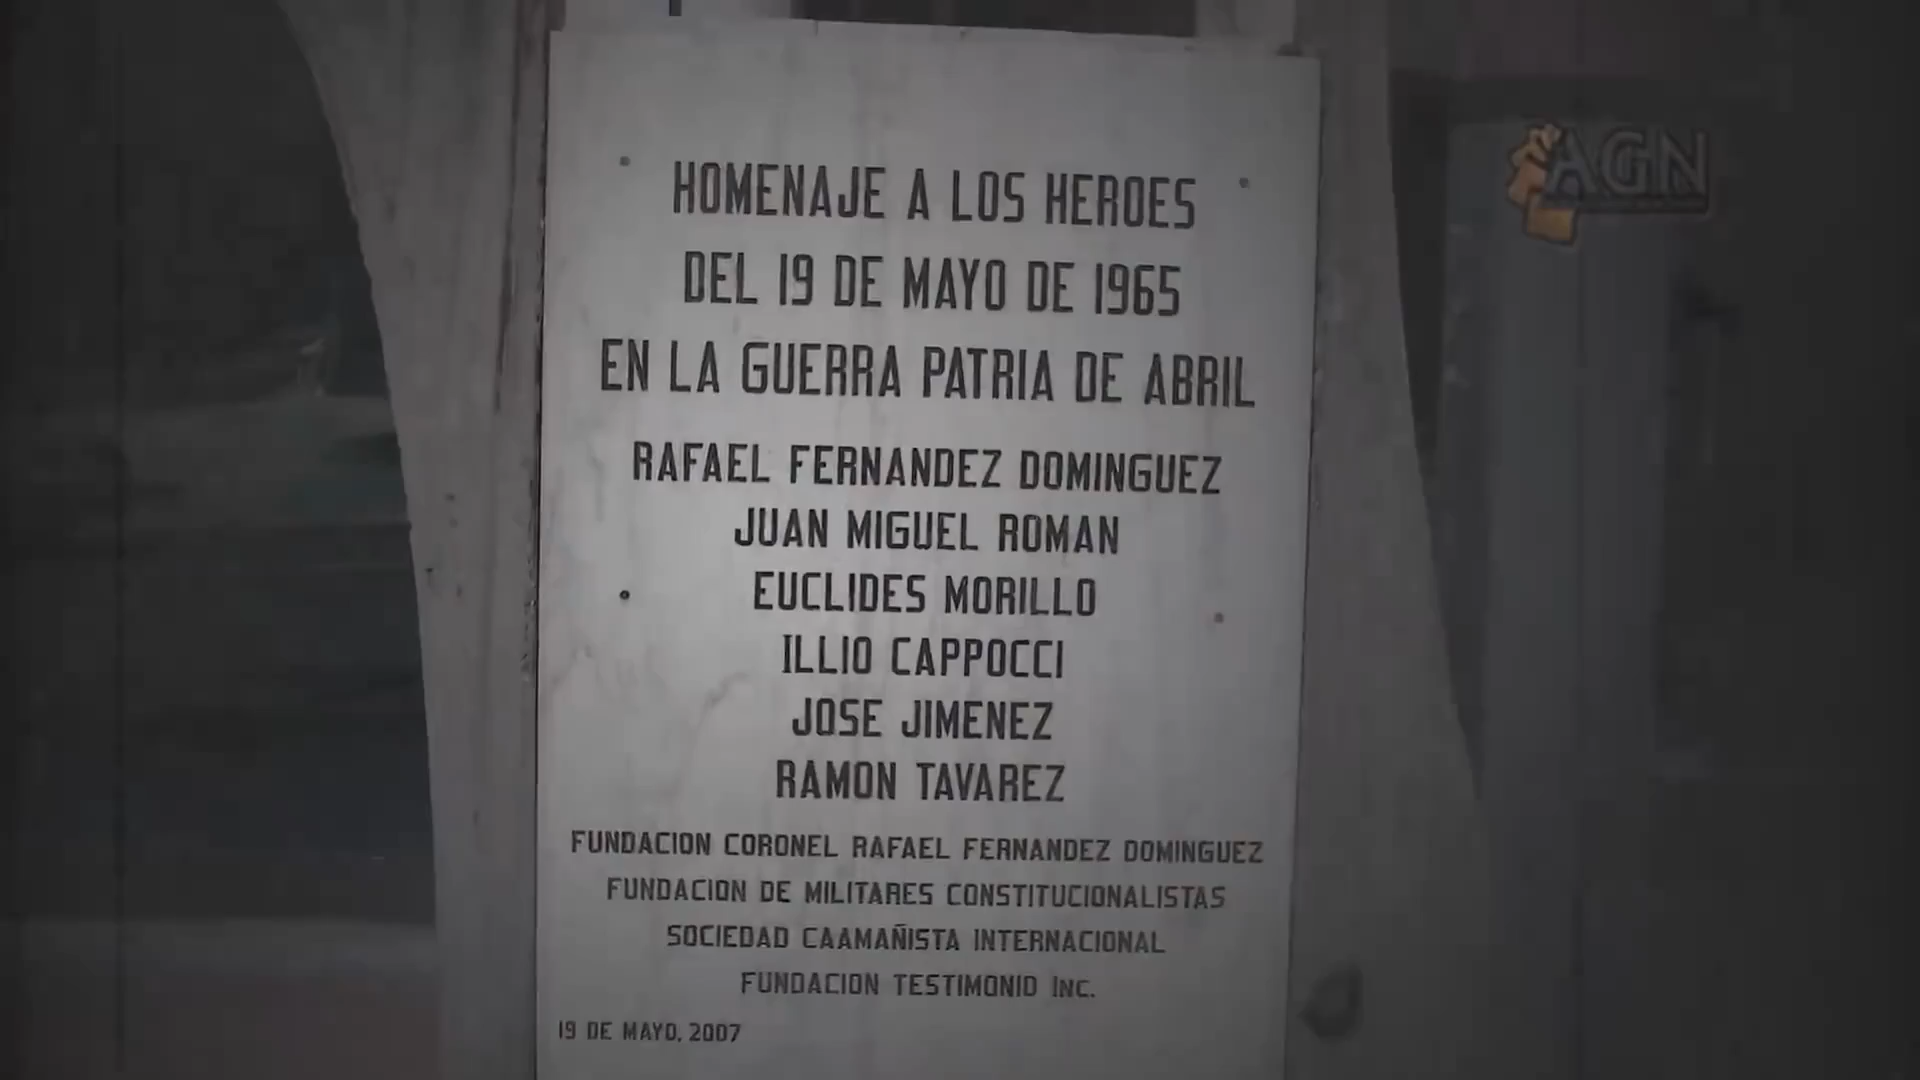 HOMENAJE A LOS HEROES
DEL 19 DE MAYO DE 1965
EN LA GUERRA PATRIA DE ABRIL
RAFAEL FERNANDEZ DOMINGUEZ
JUAN MIGUEL ROMAN
EUCLIDES MORILLO
ILLIO CAPPOCCI
JOSE JIMENEZ
RAMON TAVAREZ
FUNDACION CORONEL RAFAEL FERNANDEZ DOMINGUEZ
FUNDACION DE MILITARES CONSTITUCIONALISTAS
SOCIEDAD CAAMAÑISTA INTERNACIONAL
FUNDACION TESTIMONIO INC.
19 DE MAYO, 2007
AGN